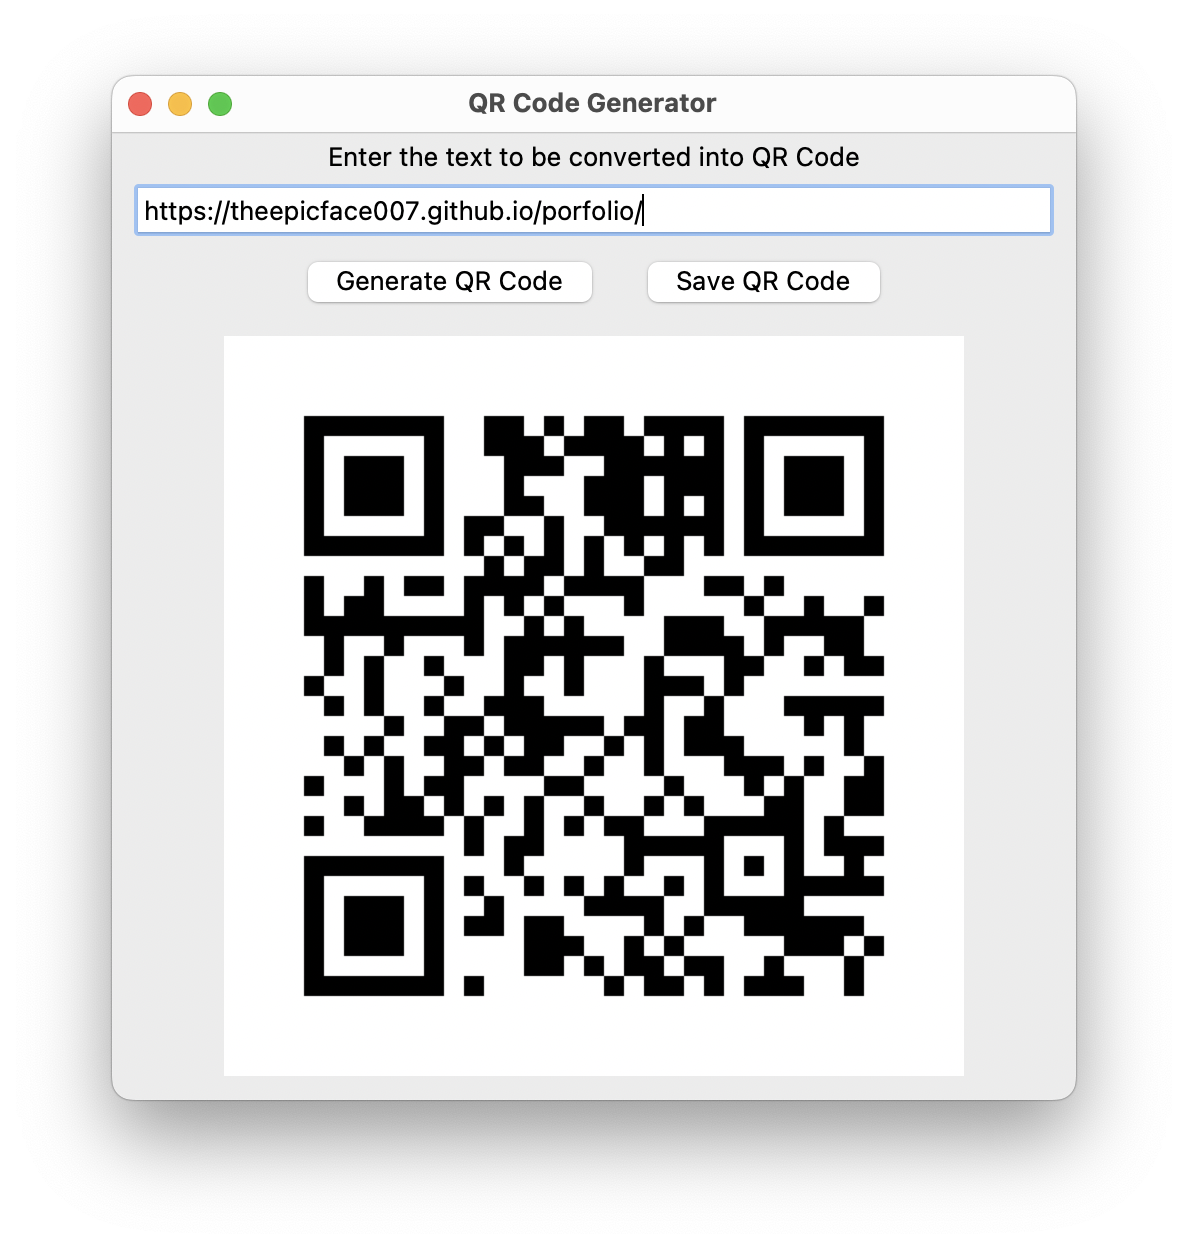 QR Code Generator
Enter the text to be converted into QR Code
https://theepicface007.github.io/porfolio/
Generate QR Code
Save QR Code